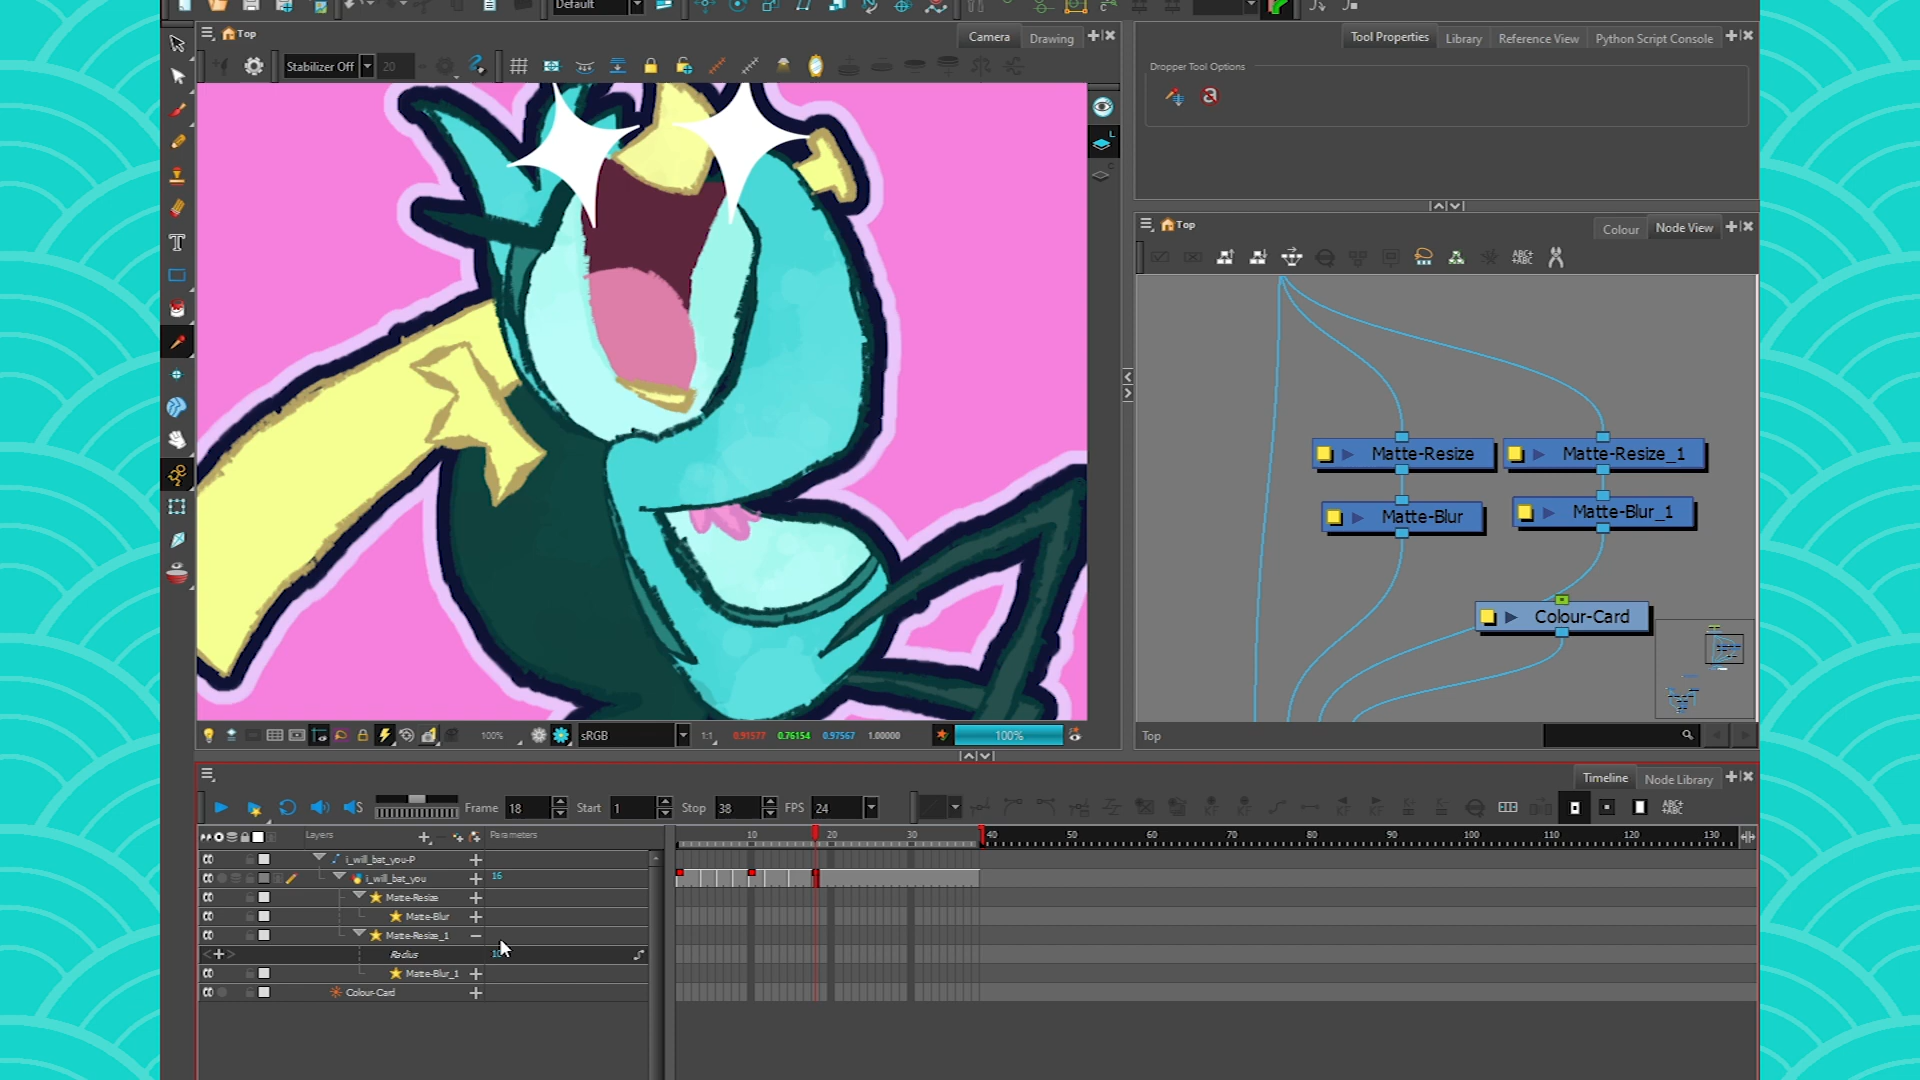 Default
Top
Camera
Drawing
Tool Properties
Library
Reference View
Python Script Console
Stabilizer Off
20
Dropper Tool Options
Top
Colour
Node View
ABC
+ABC
Matte-Resize
Matte-Resize_1
Matte-Blur
Matte-Blur_1
Colour-Card
100%
sRGB
1:1
0.91577
0.76154
0.97567
1.00000
100%
Top
Timeline
Node Library
Frame
18
Start
1
Stop
38
FPS
24
ABC+
+ABC
Layers
Parameters
10
20
30
40
50
60
70
80
90
100
110
120
130
i_will_bat_you-P
i_will_bat_you
16
Matte-Resize
Matte-Blur
Matte-Resize_1
Radius
Matte-Blur_1
Colour-Card